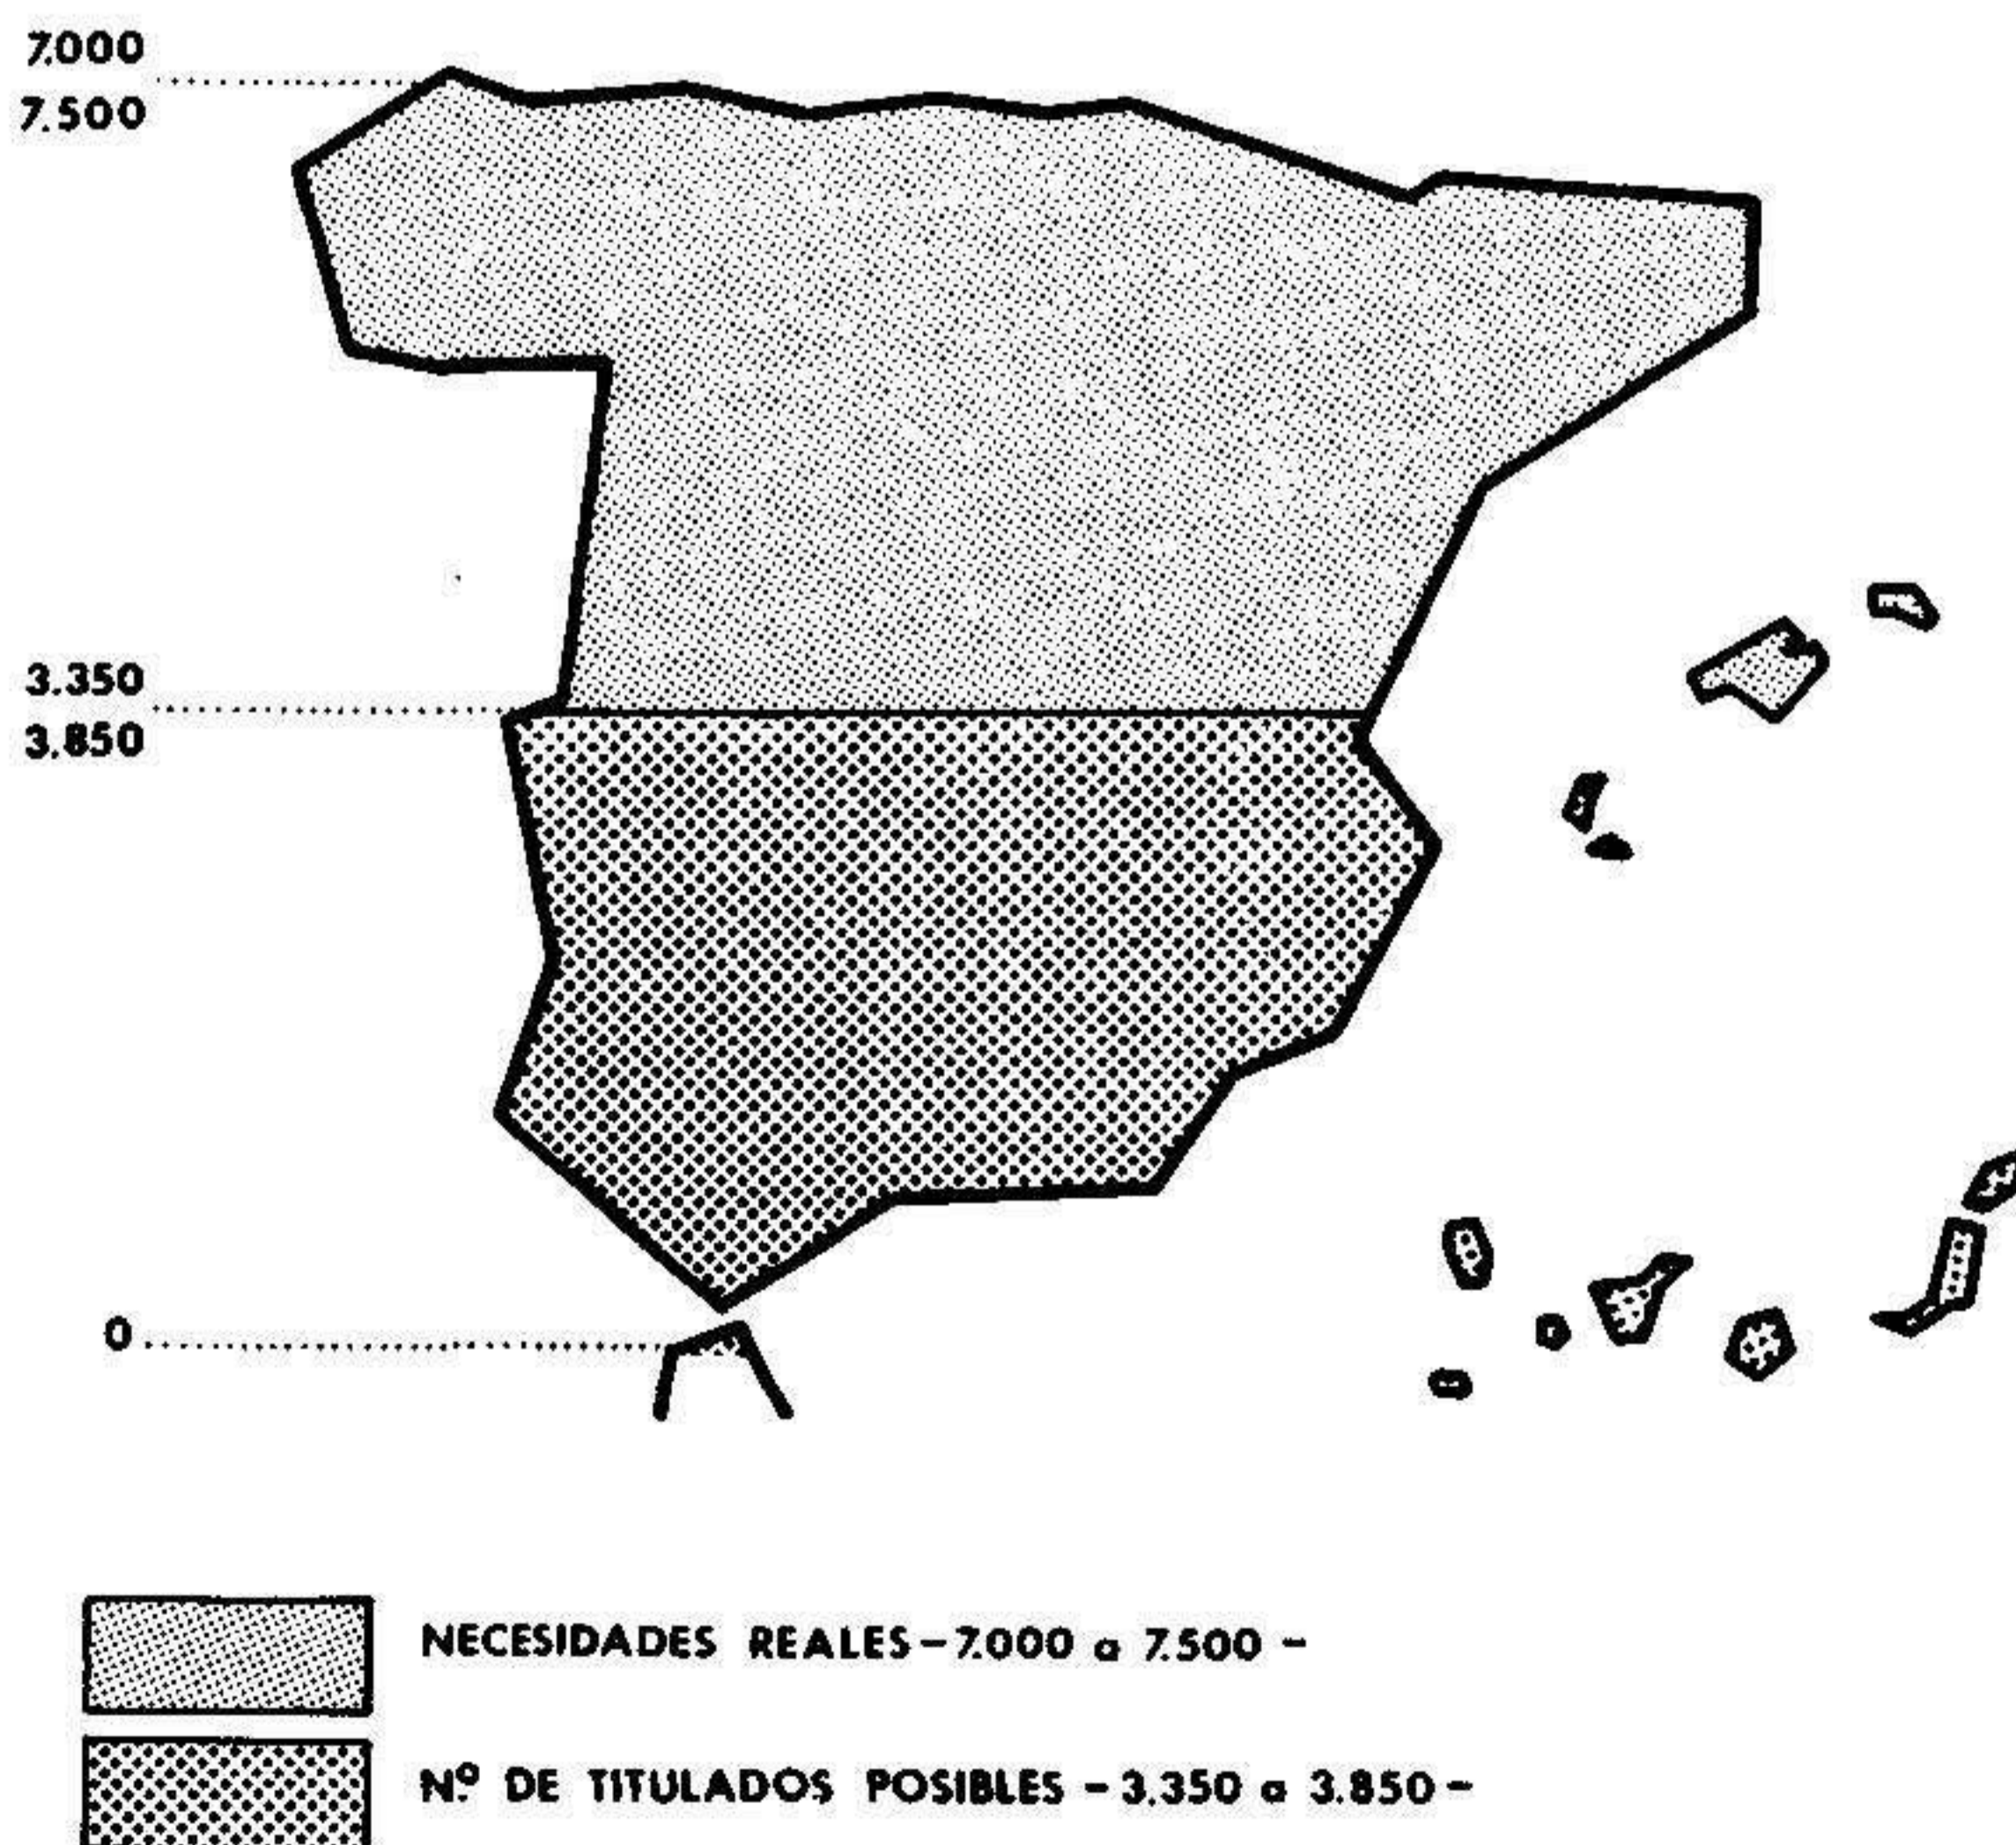 7.000
7.500
3.350
3.850
0
NECESIDADES REALES-7.000 a 7.500 -
Nº DE TITULADOS POSIBLES - 3.350 a 3.850 -